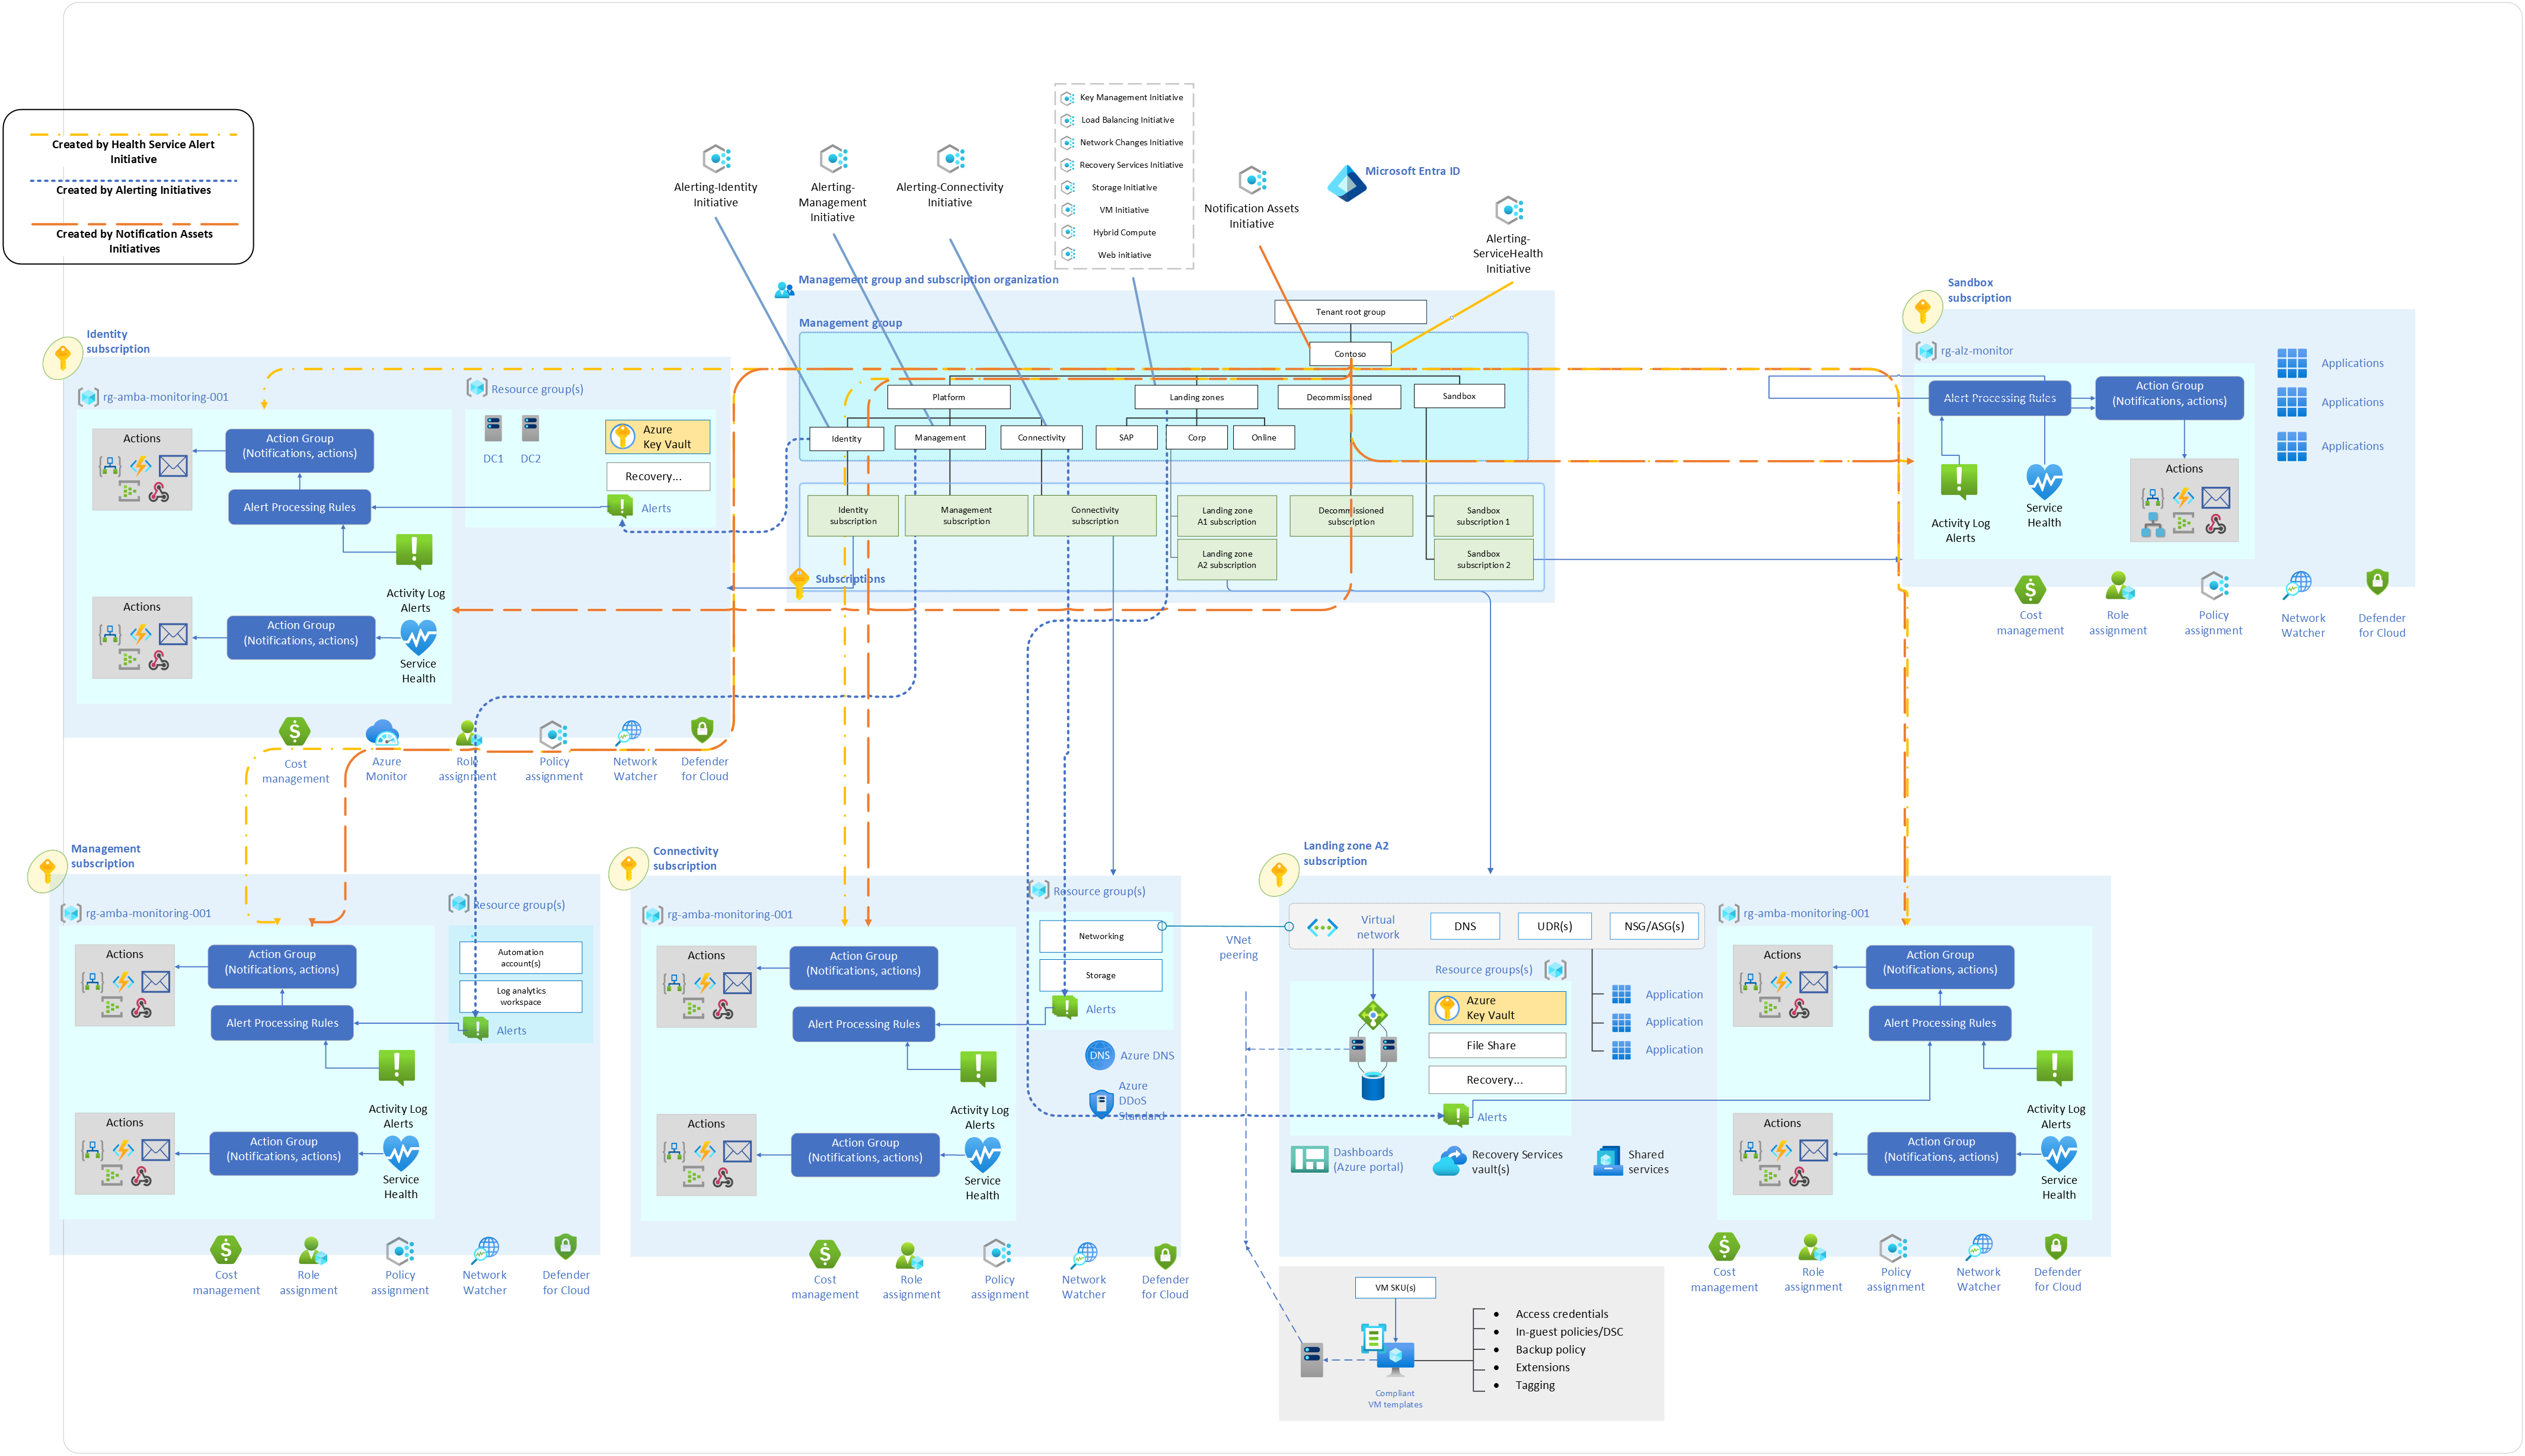 Created by Health Service Alert
Initiative
Created by Alerting Initiatives
Created by Notification Assets
Initiatives
Alerting-Identity
Initiative
Alerting-
Management
Initiative
Alerting-Connectivity
Initiative
Key Management Initiative
Load Balancing Initiative
Network Changes Initiative
Recovery Services Initiative
Storage Initiative
VM Initiative
Hybrid Compute
Web initiative
Notification Assets
Initiative
Microsoft Entra ID
Alerting-
ServiceHealth
Initiative
Management group and subscription organization
Management group
Tenant root group
Contoso
Platform
Landing zones
Decommissioned
Sandbox
Identity
Management
Connectivity
SAP
Corp
Online
Identity
subscription
Management
subscription
Connectivity
subscription
Landing zone
A1 subscription
Decommissioned
subscription
Sandbox
subscription 1
Landing zone
A2 subscription
Sandbox
subscription 2
Subscriptions
Identity
subscription
rg-amba-monitoring-001
Actions
Action Group
(Notifications, actions)
Alert Processing Rules
Activity Log
Alerts
Actions
Action Group
(Notifications, actions)
Service
Health
Resource group(s)
DC1
DC2
Azure
Key Vault
Recovery...
Alerts
Cost
management
Azure
Monitor
Role
assignment
Policy
assignment
Network
Watcher
Defender
for Cloud
Sandbox
subscription
rg-alz-monitor
Alert Processing Rules
Action Group
(Notifications, actions)
Activity Log
Alerts
Service
Health
Actions
Applications
Applications
Applications
Cost
management
Role
assignment
Policy
assignment
Network
Watcher
Defender
for Cloud
Management
subscription
rg-amba-monitoring-001
Actions
Action Group
(Notifications, actions)
Alert Processing Rules
Activity Log
Alerts
Actions
Action Group
(Notifications, actions)
Service
Health
Resource group(s)
Automation
account(s)
Log analytics
workspace
Alerts
Cost
management
Role
assignment
Policy
assignment
Network
Watcher
Defender
for Cloud
Connectivity
subscription
rg-amba-monitoring-001
Actions
Action Group
(Notifications, actions)
Alert Processing Rules
Activity Log
Alerts
Actions
Action Group
(Notifications, actions)
Service
Health
Resource group(s)
Networking
Storage
Alerts
DNS
Azure DNS
Azure
DDoS
Standard
Cost
management
Role
assignment
Policy
assignment
Network
Watcher
Defender
for Cloud
VNet
peering
Landing zone A2
subscription
Virtual
network
DNS
UDR(s)
NSG/ASG(s)
Resource groups(s)
Azure
Key Vault
File Share
Recovery...
Alerts
Application
Application
Application
Dashboards
(Azure portal)
Recovery Services
vault(s)
Shared
services
rg-amba-monitoring-001
Actions
Action Group
(Notifications, actions)
Alert Processing Rules
Activity Log
Alerts
Actions
Action Group
(Notifications, actions)
Service
Health
Cost
management
Role
assignment
Policy
assignment
Network
Watcher
Defender
for Cloud
VM SKU(s)
Compliant
VM templates
• Access credentials
• In-guest policies/DSC
• Backup policy
• Extensions
• Tagging